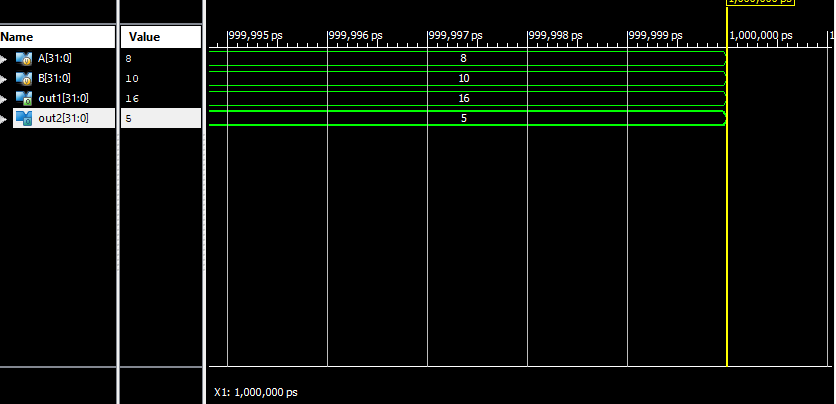 1,000,000 ps
Name Value
999,995 ps 999,996 ps 999,997 ps 999,998 ps 999,999 ps 1,000,000 ps 1
A[31:0] 8 8
B[31:0] 10 10
out1[31:0] 16 16
out2[31:0] 5 5
X1: 1,000,000 ps